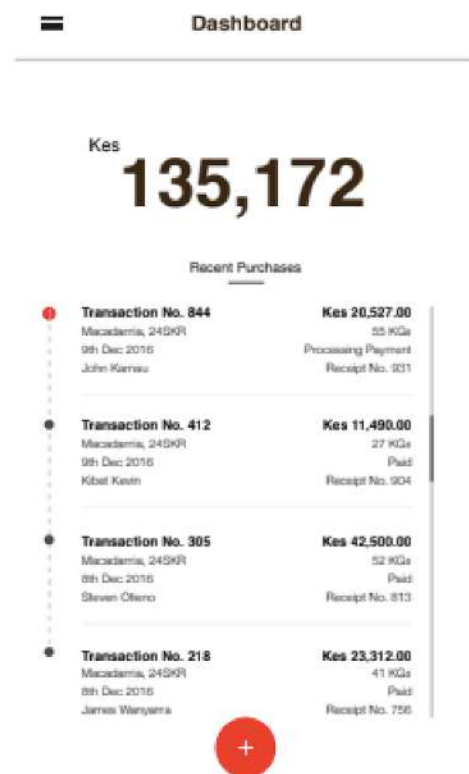 Dashboard
Kes
135,172
Recent Purchases
Transaction No. 844 Kes 20,527.00
Macadamia, 24SKR 55 KGs
9th Dec 2016 Processing Payment
John Kamau Receipt No. 931
Transaction No. 412 Kes 11,490.00
Macadamia, 24SKR 27 KGs
9th Dec 2016 Paid
Kibet Kevin Receipt No. 904
Transaction No. 305 Kes 42,500.00
Macadamia, 24SKR 52 KGs
8th Dec 2016 Paid
Steven Otieno Receipt No. 813
Transaction No. 218 Kes 23,312.00
Macadamia, 24SKR 41 KGs
8th Dec 2016 Paid
James Wanyama Receipt No. 756
+